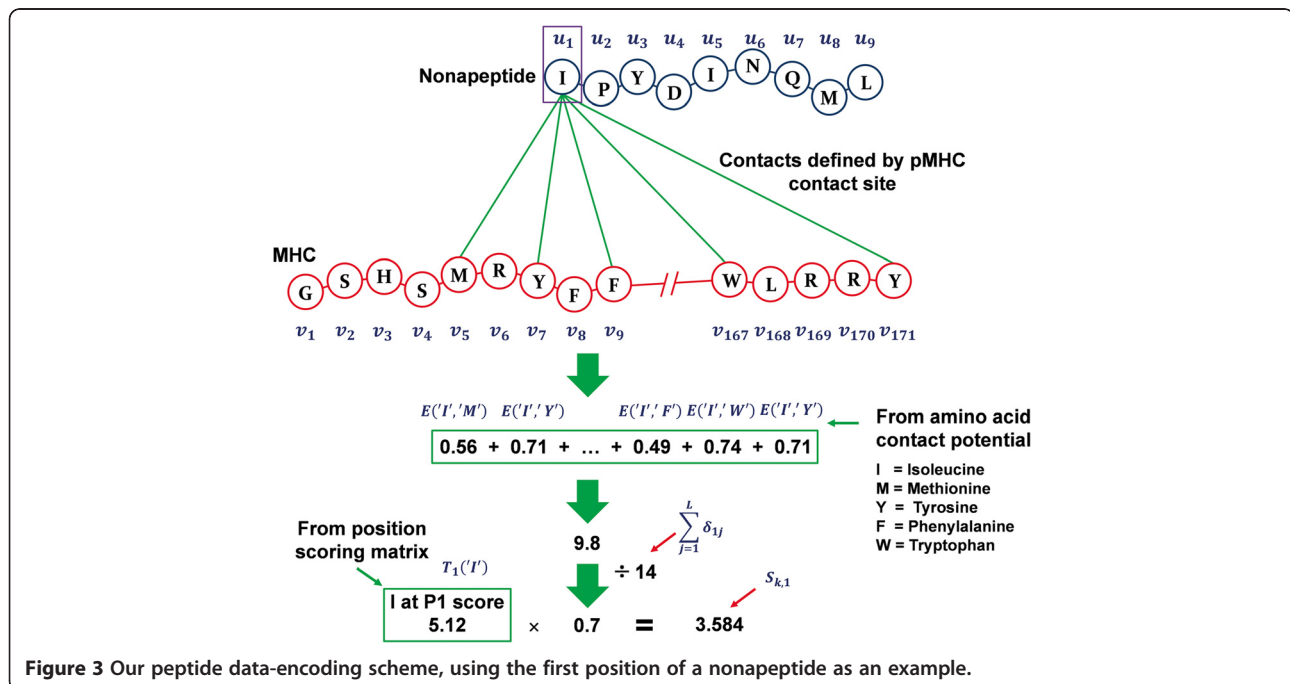 u₁ u₂ u₃ u₄ u₅ u₆ u₇ u₈ u₉
Nonapeptide I P Y D I N Q M L
Contacts defined by pMHC
contact site
MHC
G S H S M R Y F F // W L R R Y
v₁ v₂ v₃ v₄ v₅ v₆ v₇ v₈ v₉ v₁₆₇ v₁₆₈ v₁₆₉ v₁₇₀ v₁₇₁
E('I','M') E('I','Y') E('I','F') E('I','W') E('I','Y')
0.56 + 0.71 + ... + 0.49 + 0.74 + 0.71
From amino acid
contact potential
I = Isoleucine
M = Methionine
Y = Tyrosine
F = Phenylalanine
W = Tryptophan
From position
scoring matrix
9.8
∑ᴸⱼ₌₁ δ₁ⱼ
÷ 14
T₁('I')
Sₖ,₁
I at P1 score
5.12 × 0.7 = 3.584
Figure 3 Our peptide data-encoding scheme, using the first position of a nonapeptide as an example.